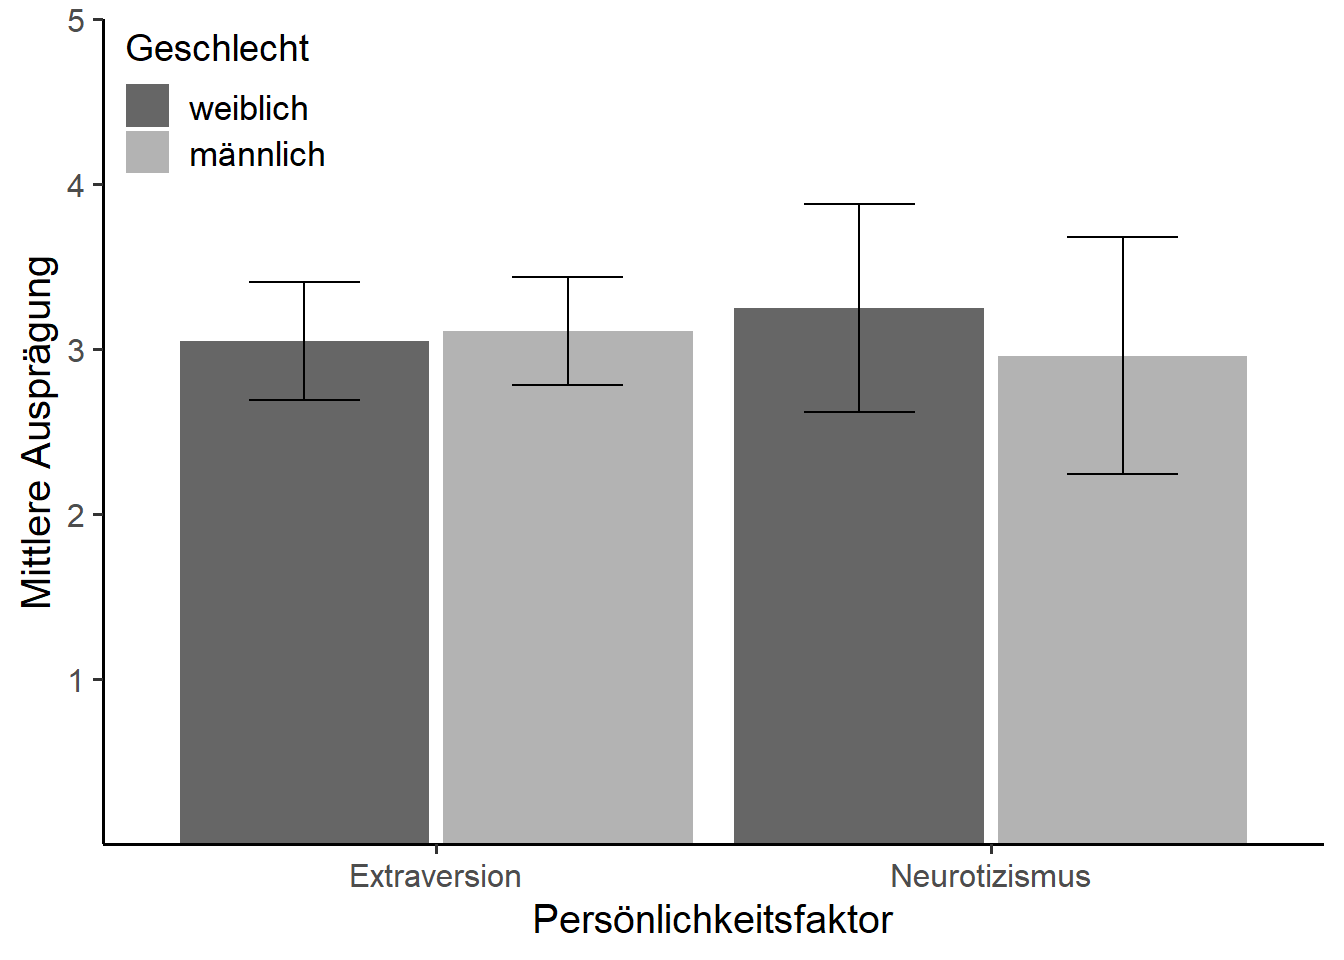 Geschlecht
weiblich
männlich
5
4
3
2
1
Mittlere Ausprägung
Extraversion
Neurotizismus
Persönlichkeitsfaktor